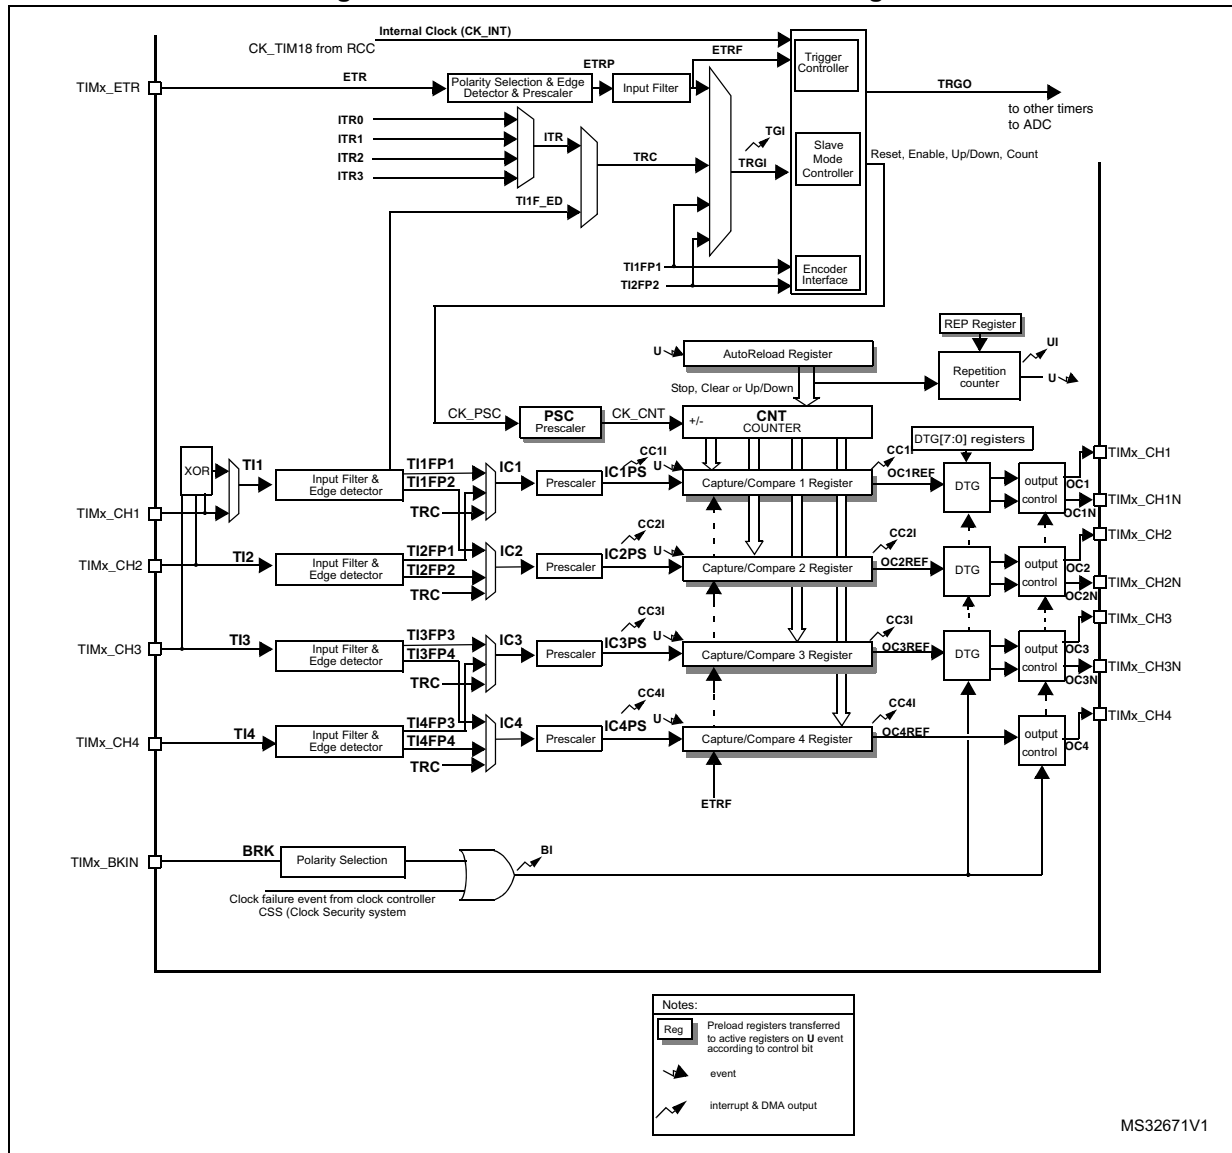 Internal Clock (CK_INT)
CK_TIM18 from RCC
ETRF
Trigger
Controller
ETRP
ETR
TIMx_ETR
Polarity Selection & Edge
Detector & Prescaler
Input Filter
TRGO
to other timers
to ADC
ITR0
ITR1
ITR2
ITR3
ITR
TRC
TGI
TRGI
Slave
Mode
Controller
Reset, Enable, Up/Down, Count
TI1F_ED
TI1FP1
TI2FP2
Encoder
Interface
REP Register
UI
U
AutoReload Register
Repetition
counter
U
Stop, Clear or Up/Down
CK_PSC
PSC
Prescaler
CK_CNT
+/-
CNT
COUNTER
DTG[7:0] registers
XOR
TI1
Input Filter &
Edge detector
TI1FP1
TI1FP2
TRC
IC1
Prescaler
CC1I
IC1PS
U
Capture/Compare 1 Register
CC1I
OC1REF
DTG
output
control
OC1
OC1N
TIMx_CH1
TIMx_CH1N
TIMx_CH1
TIMx_CH2
TI2
Input Filter &
Edge detector
TI2FP1
TI2FP2
TRC
IC2
Prescaler
CC2I
IC2PS
U
Capture/Compare 2 Register
CC2I
OC2REF
DTG
output
control
OC2
OC2N
TIMx_CH2
TIMx_CH2N
TIMx_CH3
TI3
Input Filter &
Edge detector
TI3FP3
TI3FP4
TRC
IC3
Prescaler
CC3I
IC3PS
U
Capture/Compare 3 Register
CC3I
OC3REF
DTG
output
control
OC3
OC3N
TIMx_CH3
TIMx_CH3N
TIMx_CH4
TI4
Input Filter &
Edge detector
TI4FP3
TI4FP4
TRC
IC4
Prescaler
CC4I
IC4PS
U
Capture/Compare 4 Register
CC4I
OC4REF
output
control
OC4
TIMx_CH4
ETRF
TIMx_BKIN
BRK
Polarity Selection
BI
Clock failure event from clock controller
CSS (Clock Security system
Notes:
Reg
Preload registers transferred
to active registers on U event
according to control bit
event
interrupt & DMA output
MS32671V1